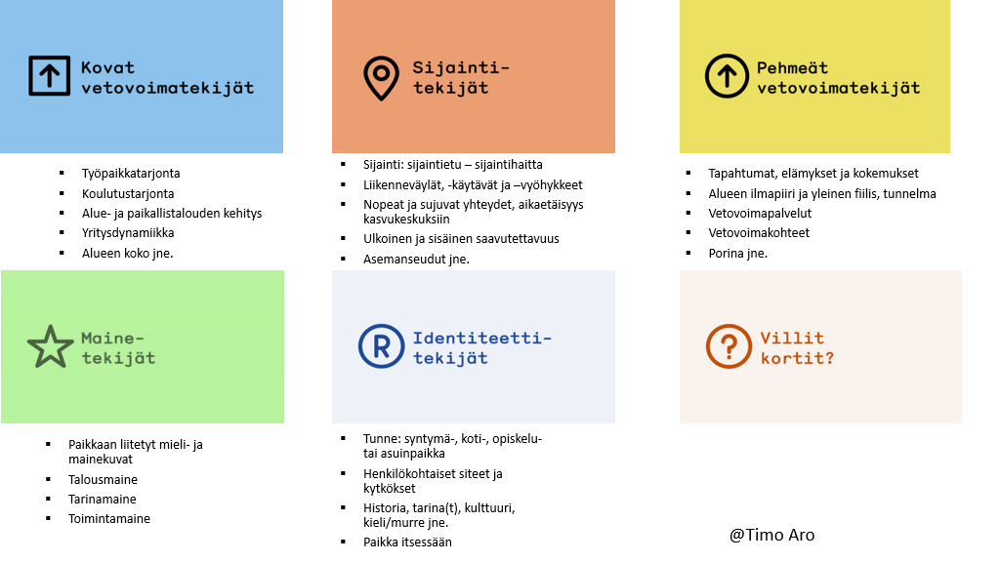 Kovat
vetovoimatekijät
▪ Työpaikkatarjonta
▪ Koulutustarjonta
▪ Alue- ja paikallistalouden kehitys
▪ Yritysdynamiikka
▪ Alueen koko jne.
Sijainti-
tekijät
▪ Sijainti: sijaintietu – sijaintihaitta
▪ Liikenneväylät, -käytävät ja –vyöhykkeet
▪ Nopeat ja sujuvat yhteydet, aikaetäisyys
kasvukeskuksiin
▪ Ulkoinen ja sisäinen saavutettavuus
▪ Asemanseudut jne.
Pehmeät
vetovoimatekijät
▪ Tapahtumat, elämykset ja kokemukset
▪ Alueen ilmapiiri ja yleinen fiilis, tunnelma
▪ Vetovoimapalvelut
▪ Vetovoimakohteet
▪ Porina jne.
Maine-
tekijät
▪ Paikkaan liitetyt mieli- ja
mainekuvat
▪ Talousmaine
▪ Tarinamaine
▪ Toimintamaine
R
Identiteetti-
tekijät
▪ Tunne: syntymä-, koti-, opiskelu-
tai asuinpaikka
▪ Henkilökohtaiset siteet ja
kytkökset
▪ Historia, tarina(t), kulttuuri,
kieli/murre jne.
▪ Paikka itsessään
?
Villit
kortit?
@Timo Aro